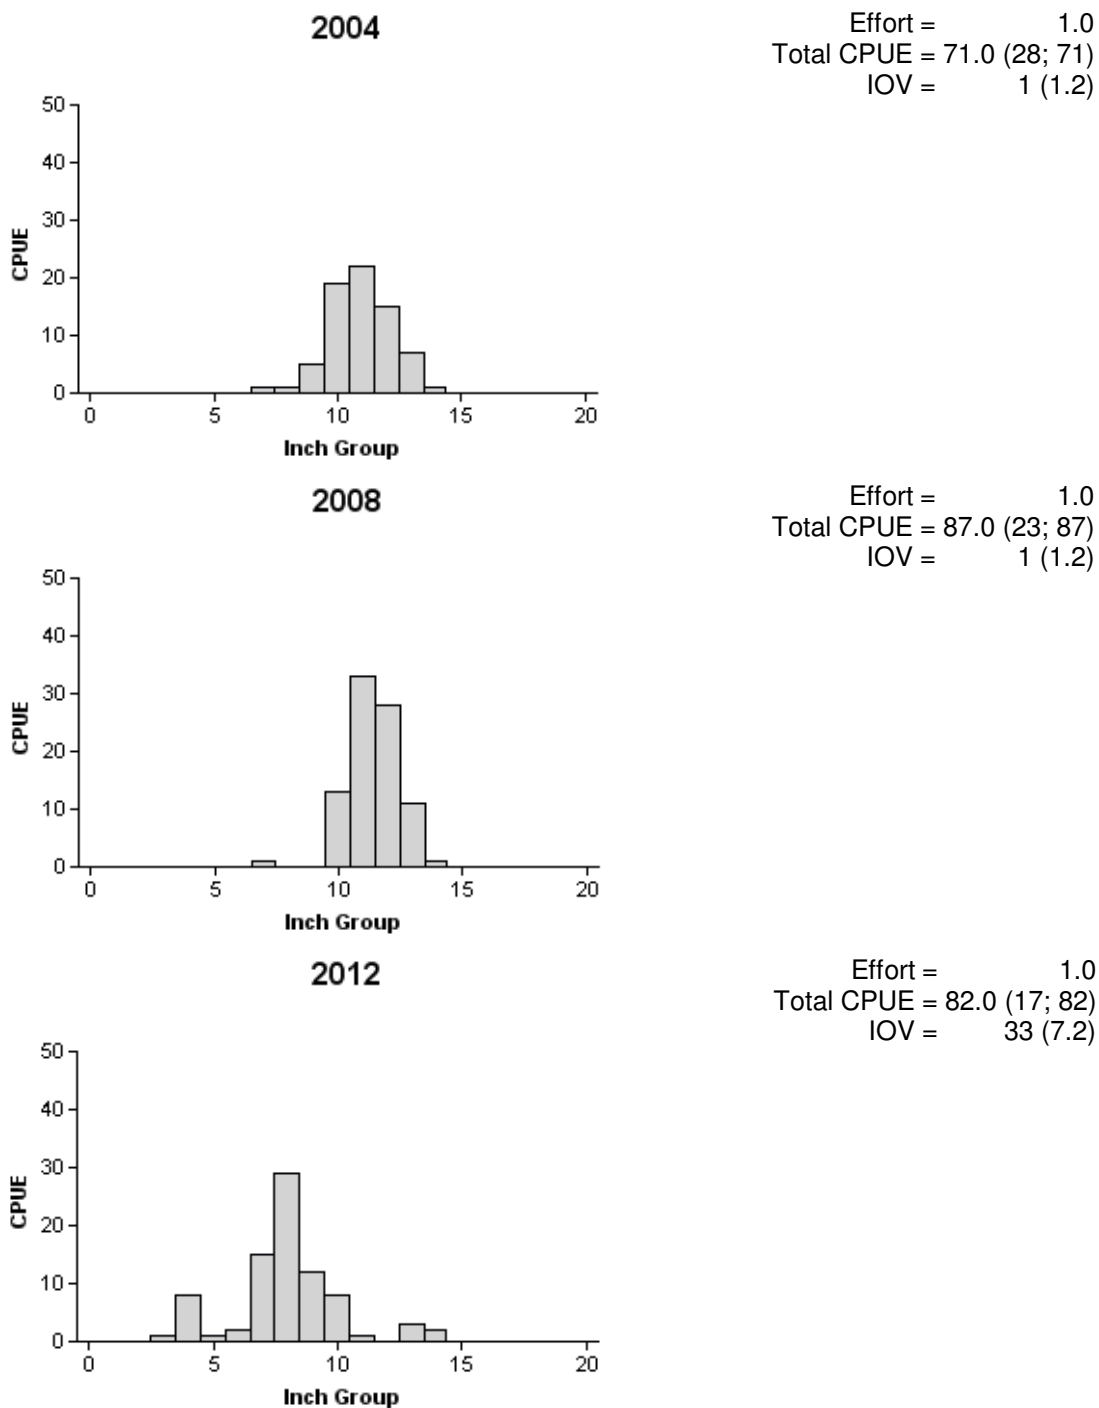 2004
Effort = 1.0
Total CPUE = 71.0 (28; 71)
IOV = 1 (1.2)
50
40
30
20
10
0
CPUE
0 5 10 15 20
Inch Group
2008
Effort = 1.0
Total CPUE = 87.0 (23; 87)
IOV = 1 (1.2)
50
40
30
20
10
0
CPUE
0 5 10 15 20
Inch Group
2012
Effort = 1.0
Total CPUE = 82.0 (17; 82)
IOV = 33 (7.2)
50
40
30
20
10
0
CPUE
0 5 10 15 20
Inch Group